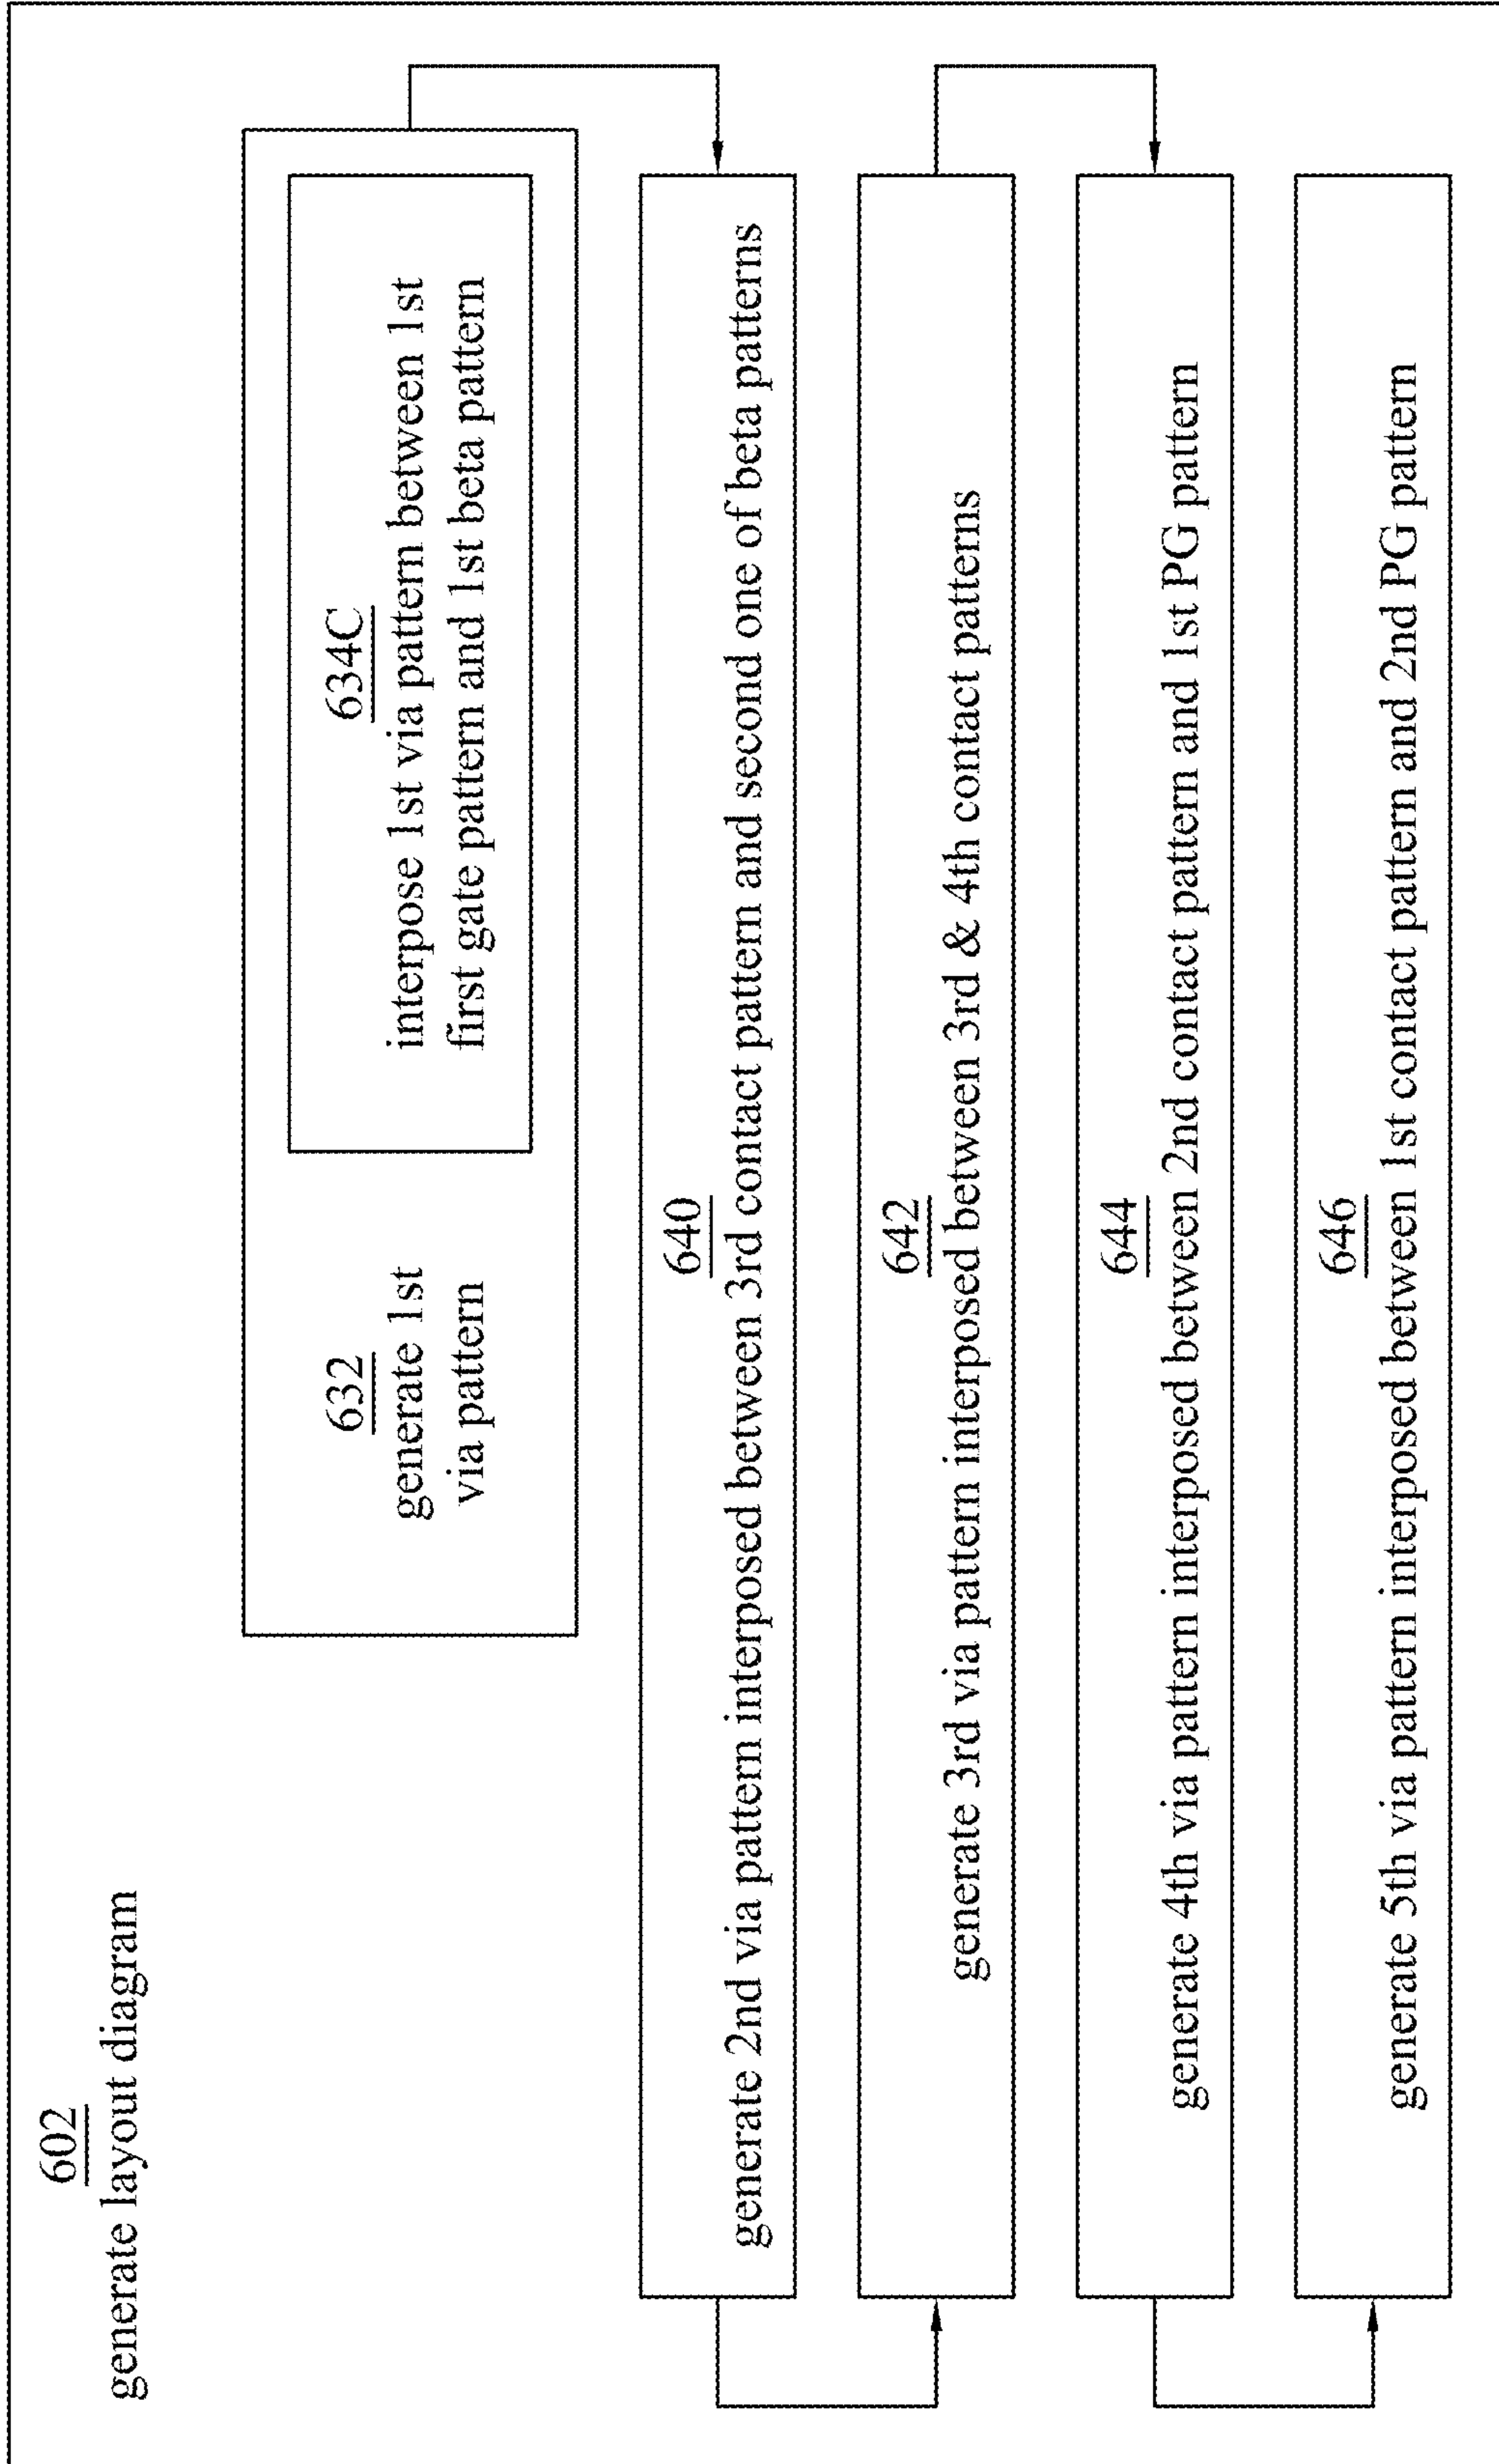 602
generate layout diagram
632
generate 1st
via pattern
634C
interpose 1st via pattern between 1st
first gate pattern and 1st beta pattern
640
generate 2nd via pattern interposed between 3rd contact pattern and second one of beta patterns
642
generate 3rd via pattern interposed between 3rd & 4th contact patterns
644
generate 4th via pattern interposed between 2nd contact pattern and 1st PG pattern
646
generate 5th via pattern interposed between 1st contact pattern and 2nd PG pattern